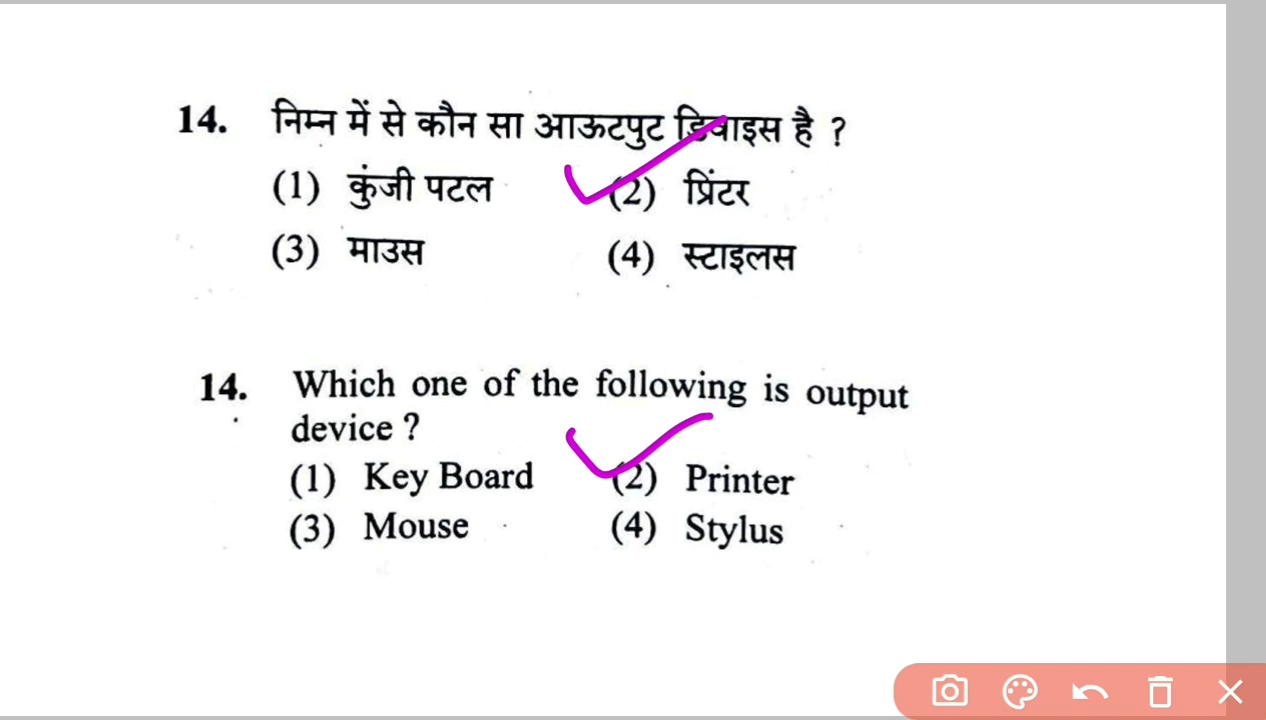 14. निम्न में से कौन सा आऊटपुट डिवाइस है ?
(1) कुंजी पटल (2) प्रिंटर
(3) माउस (4) स्टाइलस
14. Which one of the following is output
device ?
(1) Key Board (2) Printer
(3) Mouse (4) Stylus